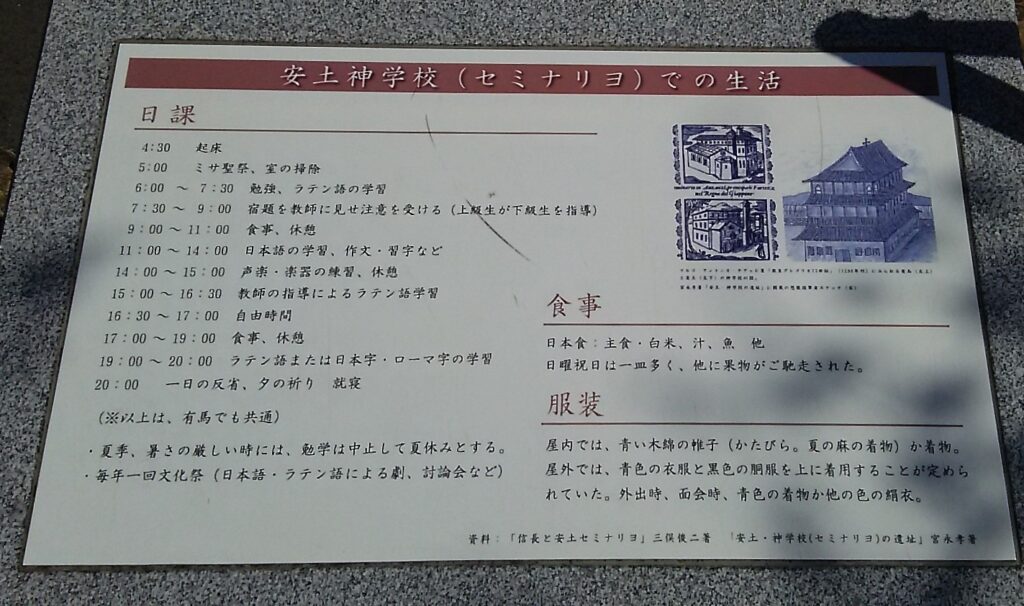 安土神学校(セミナリヨ)での生活
日課
4:30 起床
5:00 ミサ聖祭、室の掃除
6:00 ～ 7:30 勉強、ラテン語の学習
7:30 ～ 9:00 宿題を教師に見せ注意を受ける(上級生が下級生を指導)
9:00 ～ 11:00 食事、休憩
11:00 ～ 14:00 日本語の学習、作文・習字など
14:00 ～ 15:00 声楽・楽器の練習、休憩
15:00 ～ 16:30 教師の指導によるラテン語学習
16:30 ～ 17:00 自由時間
17:00 ～ 19:00 食事、休憩
19:00 ～ 20:00 ラテン語または日本字・ローマ字の学習
20:00 一日の反省、夕の祈り 就寝
(※以上は、有馬でも共通)
・夏季、暑さの厳しい時には、勉学は中止して夏休みとする。
・毎年一回文化祭(日本語・ラテン語による劇、討論会など)
食事
日本食：主食・白米、汁、魚 他
日曜祝日は一皿多く、他に果物がご馳走された。
服装
屋内では、青い木綿の帷子(かたびら。夏の麻の着物)か着物。
屋外では、青色の衣服と黒色の胴服を上に着用することが定めら
れていた。外出時、面会時、青色の着物か他の色の絹衣。
資料：「信長と安土セミナリヨ」三俣俊二著 「安土・神学校(セミナリヨ)の遺址」宮永孝著